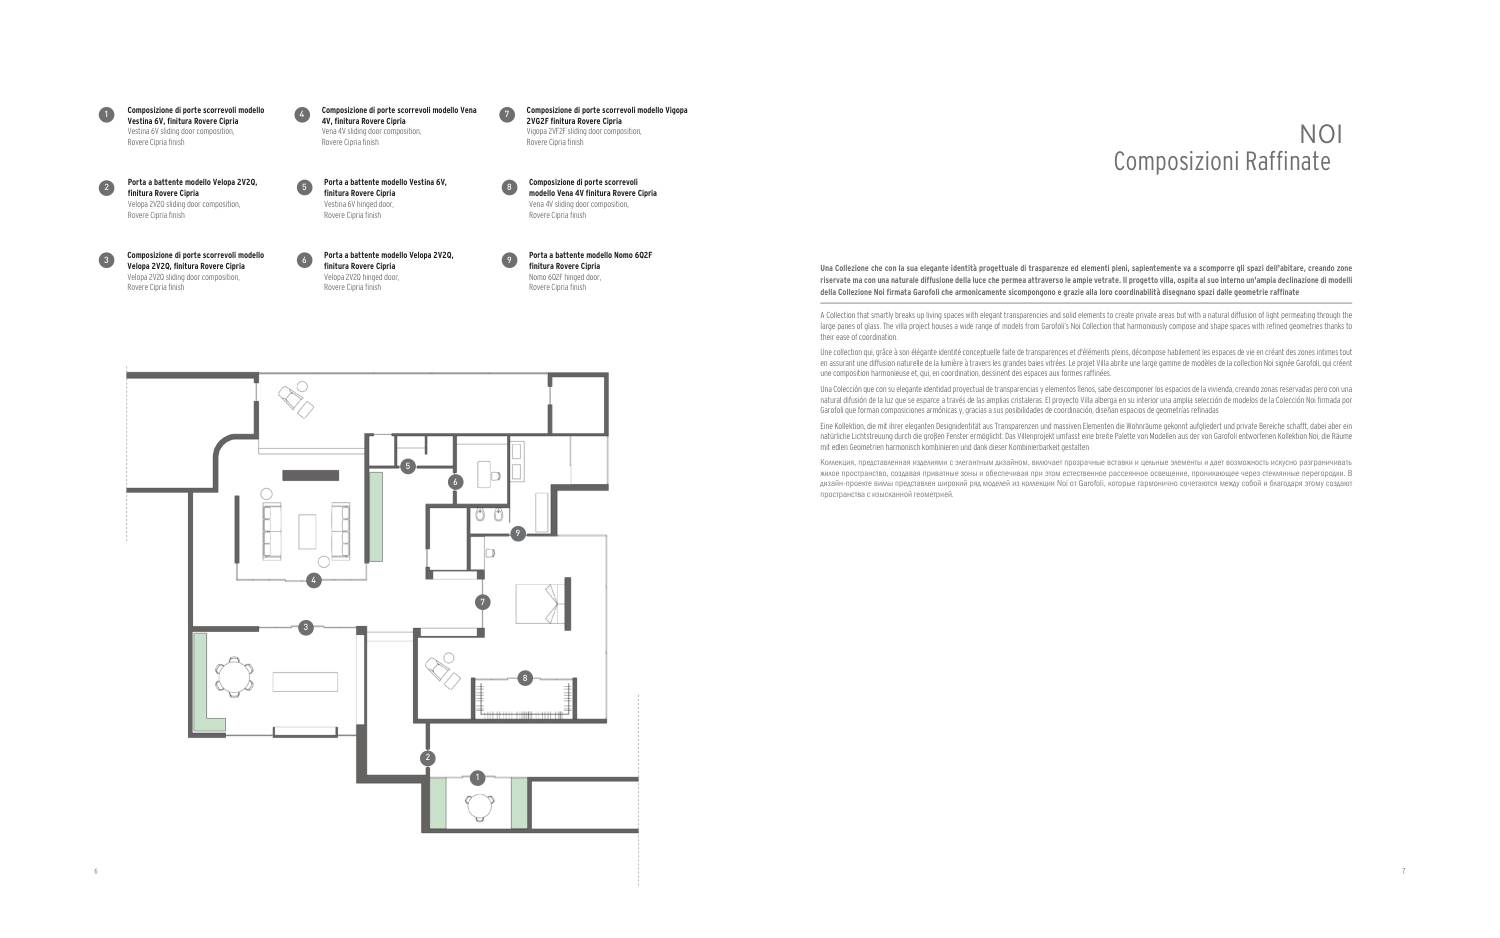 1
Composizione di porte scorrevoli modello
Vestina 6V, finitura Rovere Cipria
Vestina 6V sliding door composition,
Rovere Cipria finish
2
Porta a battente modello Velopa 2V2Q,
finitura Rovere Cipria
Velopa 2V2Q sliding door composition,
Rovere Cipria finish
3
Composizione di porte scorrevoli modello
Velopa 2V2Q, finitura Rovere Cipria
Velopa 2V2Q sliding door composition,
Rovere Cipria finish
4
Composizione di porte scorrevoli modello Vena
4V, finitura Rovere Cipria
Vena 4V sliding door composition,
Rovere Cipria finish
5
Porta a battente modello Vestina 6V,
finitura Rovere Cipria
Vestina 6V hinged door,
Rovere Cipria finish
6
Porta a battente modello Velopa 2V2Q,
finitura Rovere Cipria
Velopa 2V2Q hinged door,
Rovere Cipria finish
7
Composizione di porte scorrevoli modello Vigopa
2VG2F finitura Rovere Cipria
Vigopa 2VF2F sliding door composition,
Rovere Cipria finish
8
Composizione di porte scorrevoli
modello Vena 4V finitura Rovere Cipria
Vena 4V sliding door composition,
Rovere Cipria finish
9
Porta a battente modello Nomo 6Q2F
finitura Rovere Cipria
Nomo 6Q2F hinged door,
Rovere Cipria finish
5
6
9
4
7
3
8
2
1
6
NOI
Composizioni Raffinate
Una Collezione che con la sua elegante identità progettuale di trasparenze ed elementi pieni, sapientemente va a scomporre gli spazi dell'abitare, creando zone
riservate ma con una naturale diffusione della luce che permea attraverso le ampie vetrate. Il progetto villa, ospita al suo interno un'ampia declinazione di modelli
della Collezione Noi firmata Garofoli che armonicamente sicompongono e grazie alla loro coordinabilità disegnano spazi dalle geometrie raffinate
A Collection that smartly breaks up living spaces with elegant transparencies and solid elements to create private areas but with a natural diffusion of light permeating through the
large panes of glass. The villa project houses a wide range of models from Garofoli's Noi Collection that harmoniously compose and shape spaces with refined geometries thanks to
their ease of coordination.
Une collection qui, grâce à son élégante identité conceptuelle faite de transparences et d'éléments pleins, décompose habilement les espaces de vie en créant des zones intimes tout
en assurant une diffusion naturelle de la lumière à travers les grandes baies vitrées. Le projet Villa abrite une large gamme de modèles de la collection Noi signée Garofoli, qui créent
une composition harmonieuse et, qui, en coordination, dessinent des espaces aux formes raffinées.
Una Colección que con su elegante identidad proyectual de transparencias y elementos llenos, sabe descomponer los espacios de la vivienda, creando zonas reservadas pero con una
natural difusión de la luz que se esparce a través de las amplias cristaleras. El proyecto Villa alberga en su interior una amplia selección de modelos de la Colección Noi firmada por
Garofoli que forman composiciones armónicas y, gracias a sus posibilidades de coordinación, diseñan espacios de geometrías refinadas
Eine Kollektion, die mit ihrer eleganten Designidentität aus Transparenzen und massiven Elementen die Wohnräume gekonnt aufgliedert und private Bereiche schafft, dabei aber ein
natürliche Lichtstreuung durch die großen Fenster ermöglicht. Das Villenprojekt umfasst eine breite Palette von Modellen aus der von Garofoli entworfenen Kollektion Noi, die Räume
mit edlen Geometrien harmonisch kombinieren und dank dieser Kombinierbarkeit gestalten
Коллекция, представленная изделиями с элегантным дизайном, включает прозрачные вставки и цельные элементы и дает возможность искусно разграничивать
жилое пространство, создавая приватные зоны и обеспечивая при этом естественное рассеянное освещение, проникающее через стеклянные перегородки. В
дизайн-проекте виллы представлен широкий ряд моделей из коллекции Noi от Garofoli, которые гармонично сочетаются между собой и благодаря этому создают
пространства с изысканной геометрией.
7